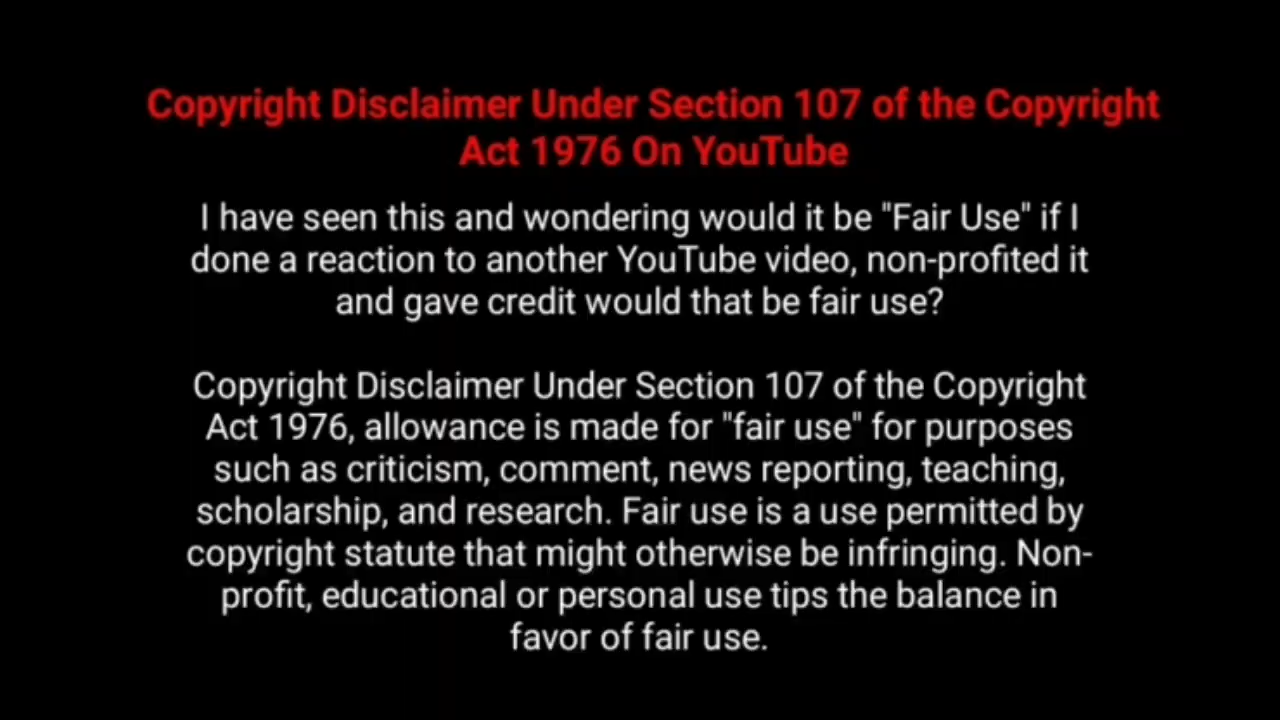 Copyright Disclaimer Under Section 107 of the Copyright
Act 1976 On YouTube
I have seen this and wondering would it be "Fair Use" if I
done a reaction to another YouTube video, non-profited it
and gave credit would that be fair use?
Copyright Disclaimer Under Section 107 of the Copyright
Act 1976, allowance is made for "fair use" for purposes
such as criticism, comment, news reporting, teaching,
scholarship, and research. Fair use is a use permitted by
copyright statute that might otherwise be infringing. Non-
profit, educational or personal use tips the balance in
favor of fair use.